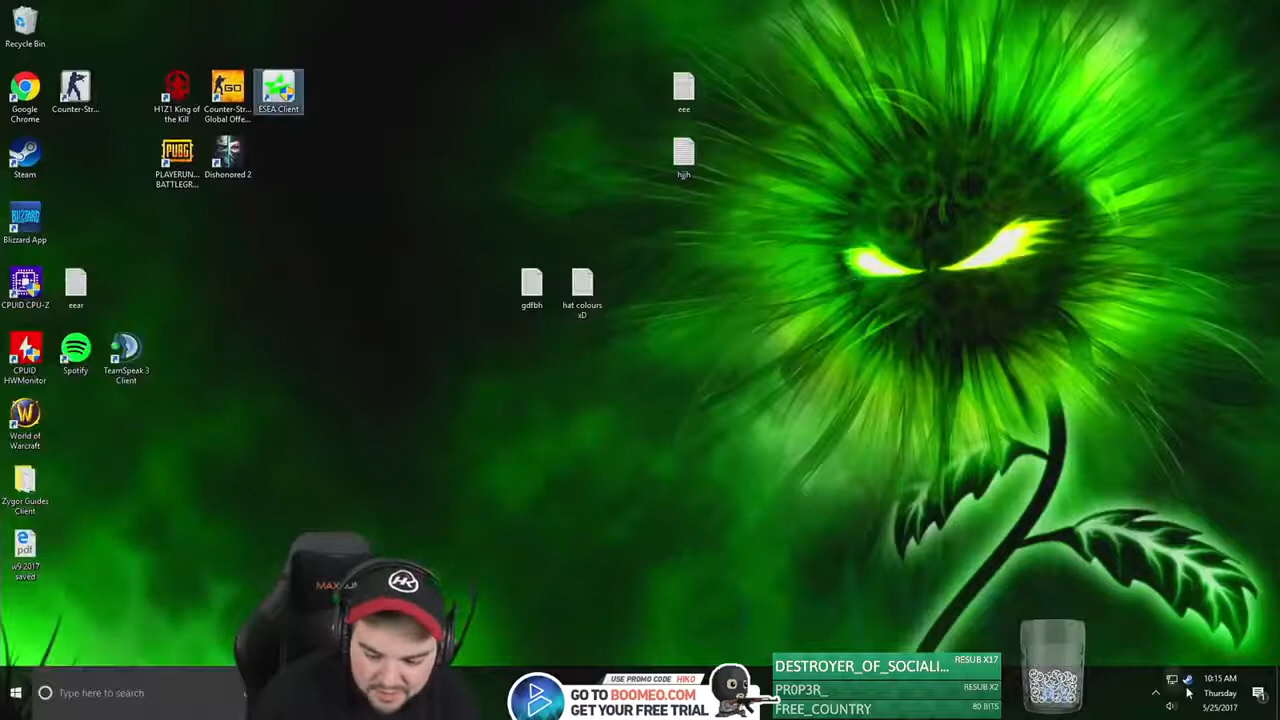 Recycle Bin
Google
Chrome
Counter-Str...
H1Z1 King of
the Kill
Counter-Str...
Global Offe...
ESEA Client
eee
Steam
PUBG
PLAYERUN...
BATTLEGR...
Dishonored 2
hjjh
BLIZZARD
Blizzard App
CPUID CPU-Z
eear
gdfbh
hat colours
xD
CPUID
HWMonitor
Spotify
TeamSpeak 3
Client
World of
Warcraft
Zygor Guides
Client
pdf
w9 2017
saved
HK
Type here to search
USE PROMO CODE HIKO
GO TO BOOMEO.COM
GET YOUR FREE TRIAL
DESTROYER_OF_SOCIALI... RESUB X17
PR0P3R_ RESUB X2
FREE_COUNTRY 80 BITS
10:15 AM
Thursday
5/25/2017